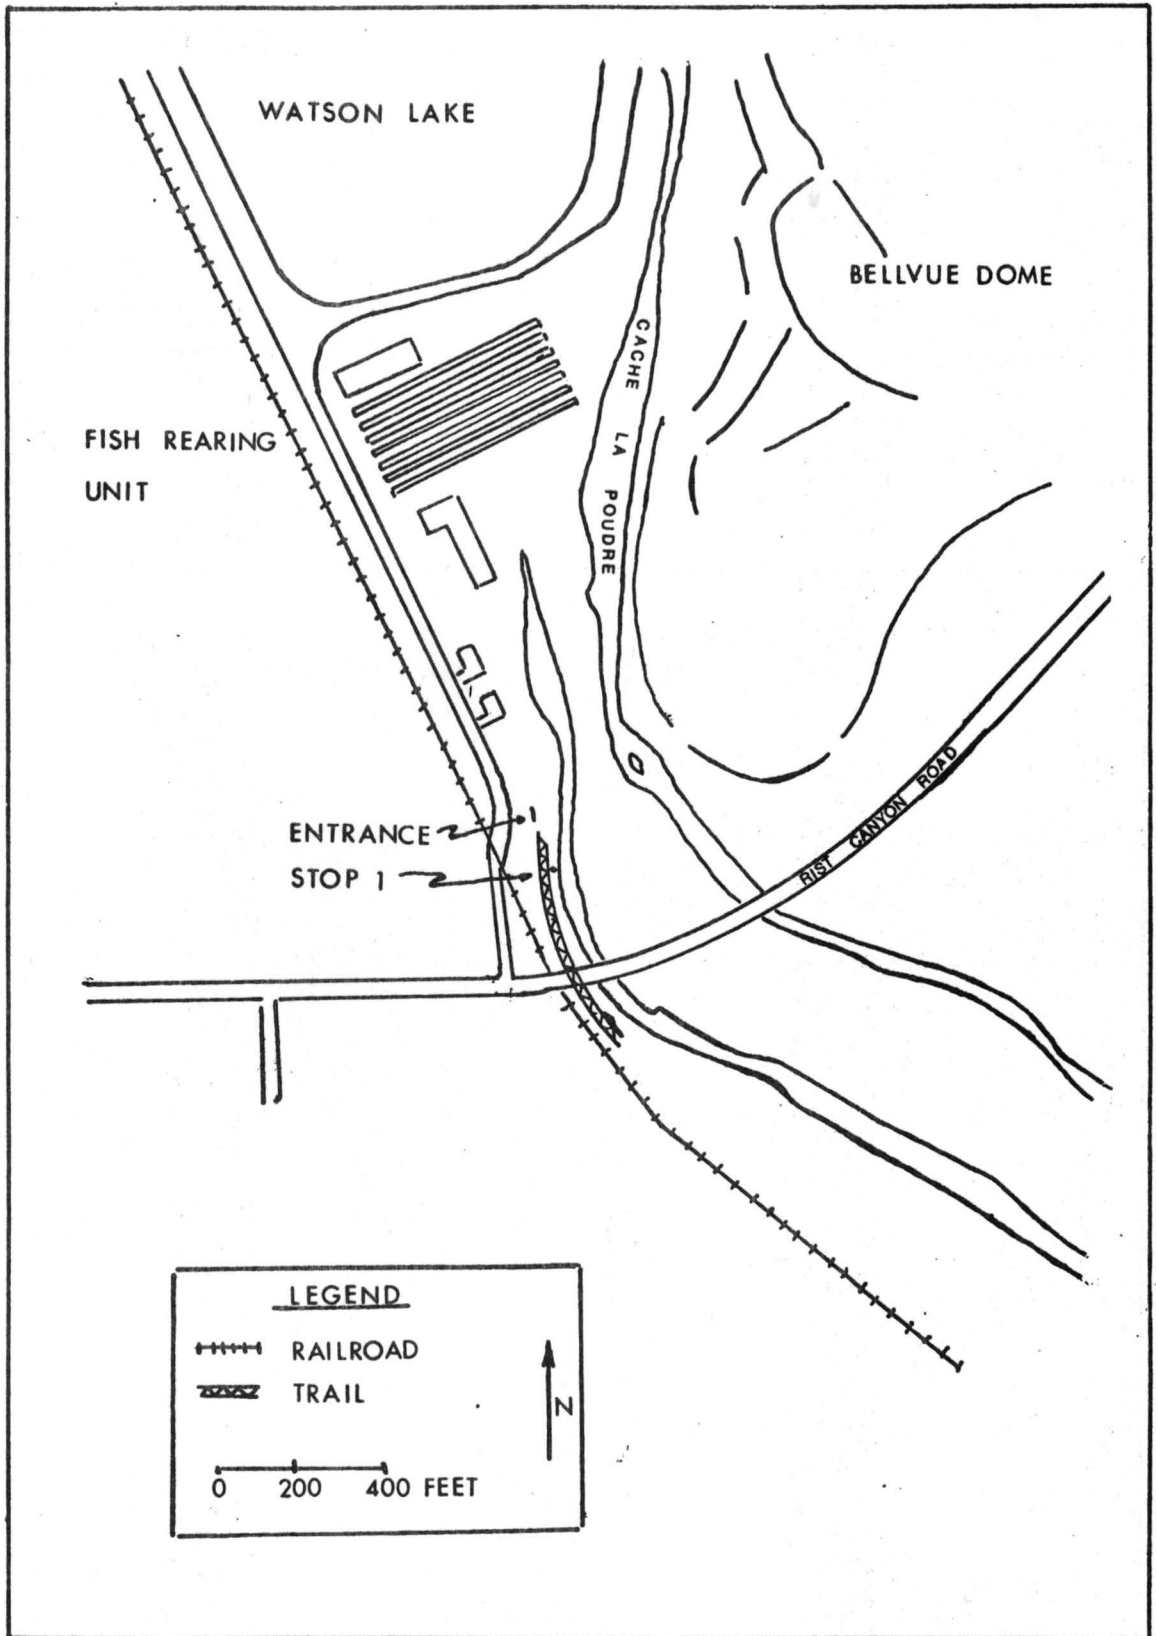 WATSON LAKE
BELLVUE DOME
CACHE LA POUDRE
FISH REARING
UNIT
RIST CANYON ROAD
ENTRANCE
STOP 1
LEGEND
RAILROAD
TRAIL
N
0 200 400 FEET